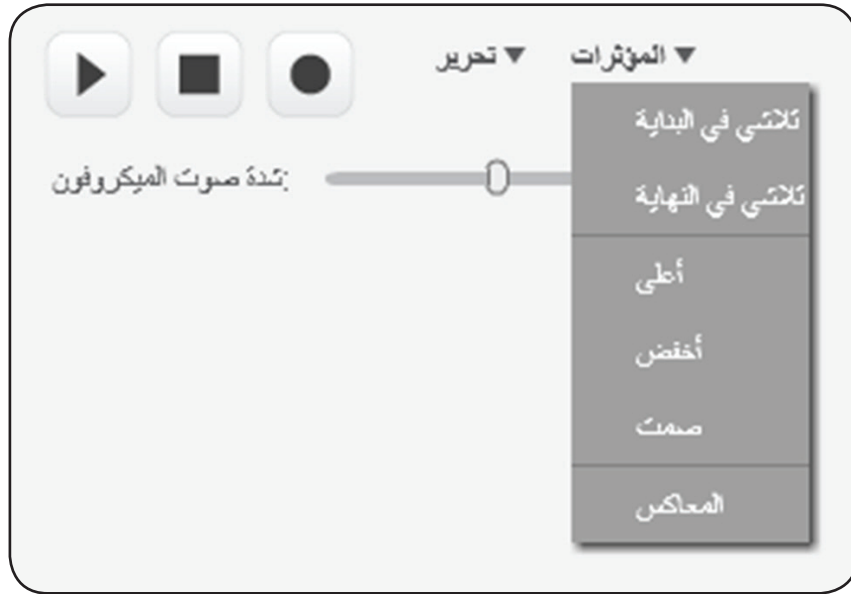 المؤثرات
تحرير
شدة صوت الميكروفون:
تلاشي في البداية
تلاشي في النهاية
أعلى
أخفض
صمت
المعاكس